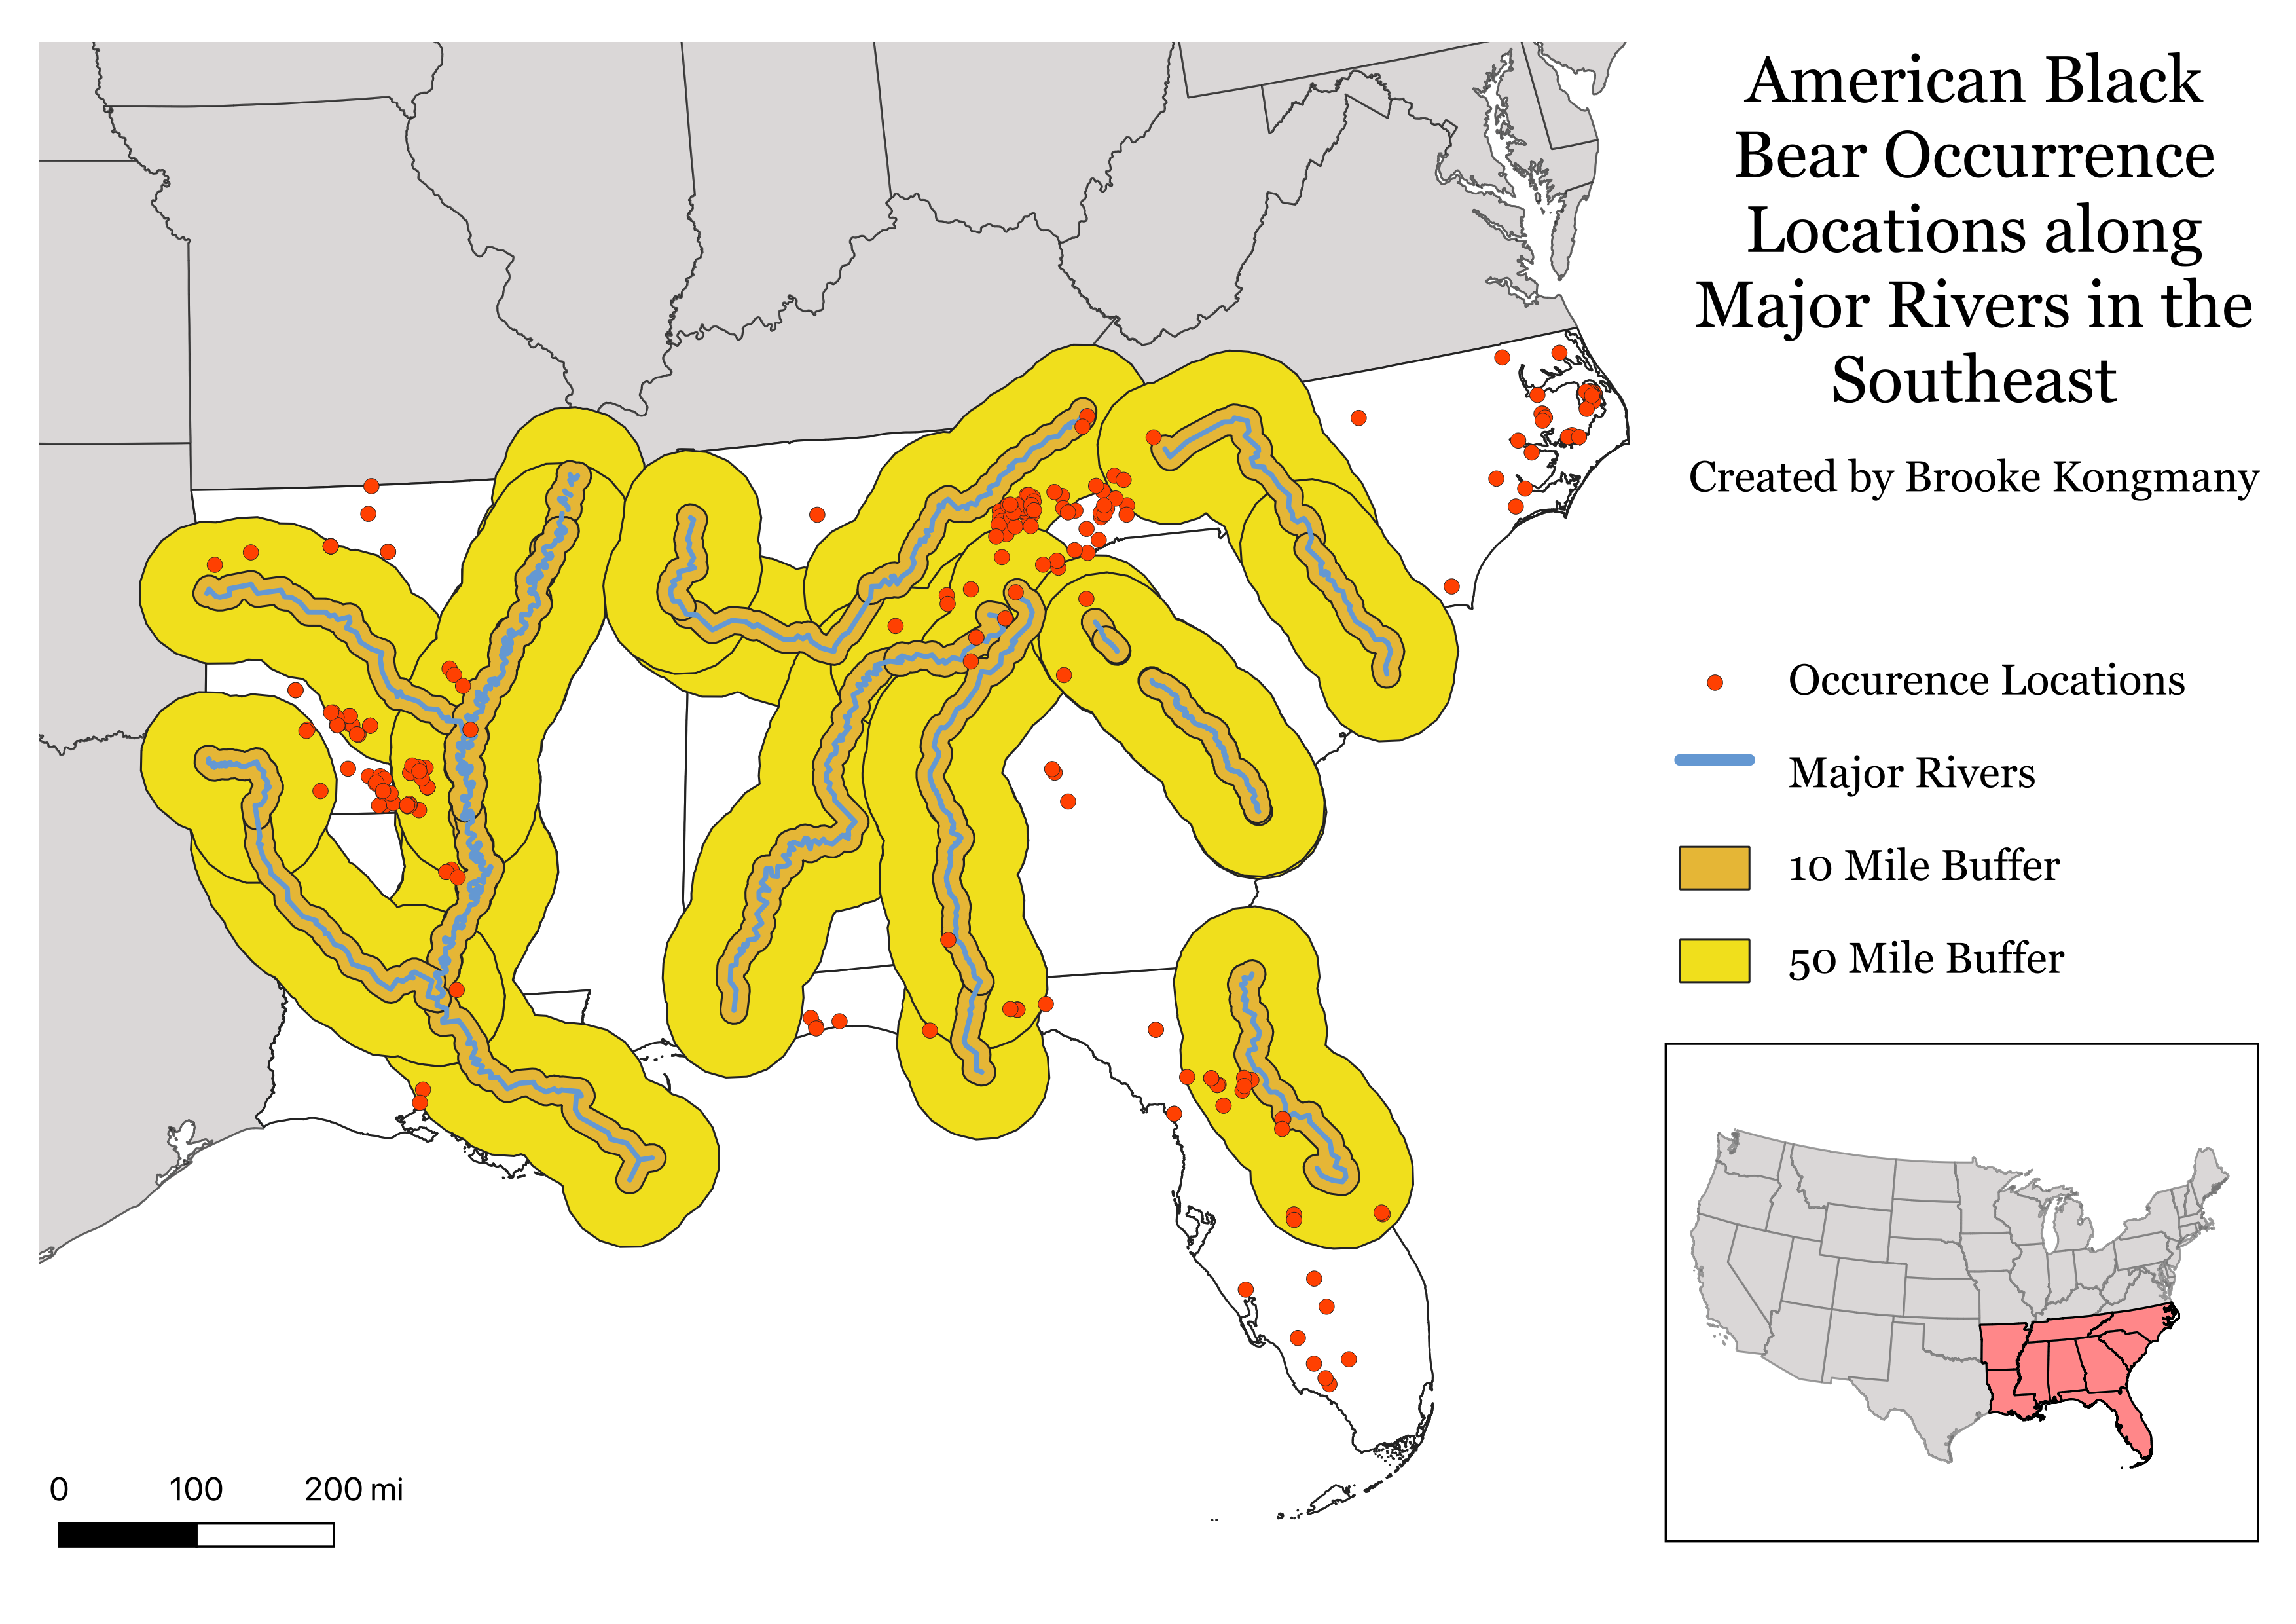 American Black
Bear Occurrence
Locations along
Major Rivers in the
Southeast
Created by Brooke Kongmany
Occurence Locations
Major Rivers
10 Mile Buffer
50 Mile Buffer
0 100 200 mi